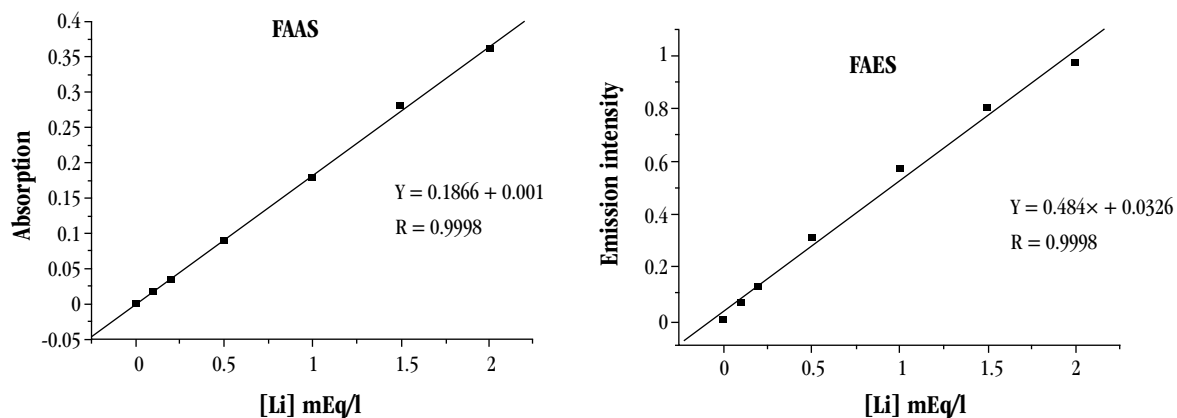 FAAS
0.4
0.35
0.3
0.25
0.2
0.15
0.1
0.05
0
-0.05
Absorption
Y = 0.1866 + 0.001
R = 0.9998
0 0.5 1 1.5 2
[Li] mEq/l
FAES
1
0.8
0.6
0.4
0.2
0
Emission intensity
Y = 0.484× + 0.0326
R = 0.9998
0 0.5 1 1.5 2
[Li] mEq/l